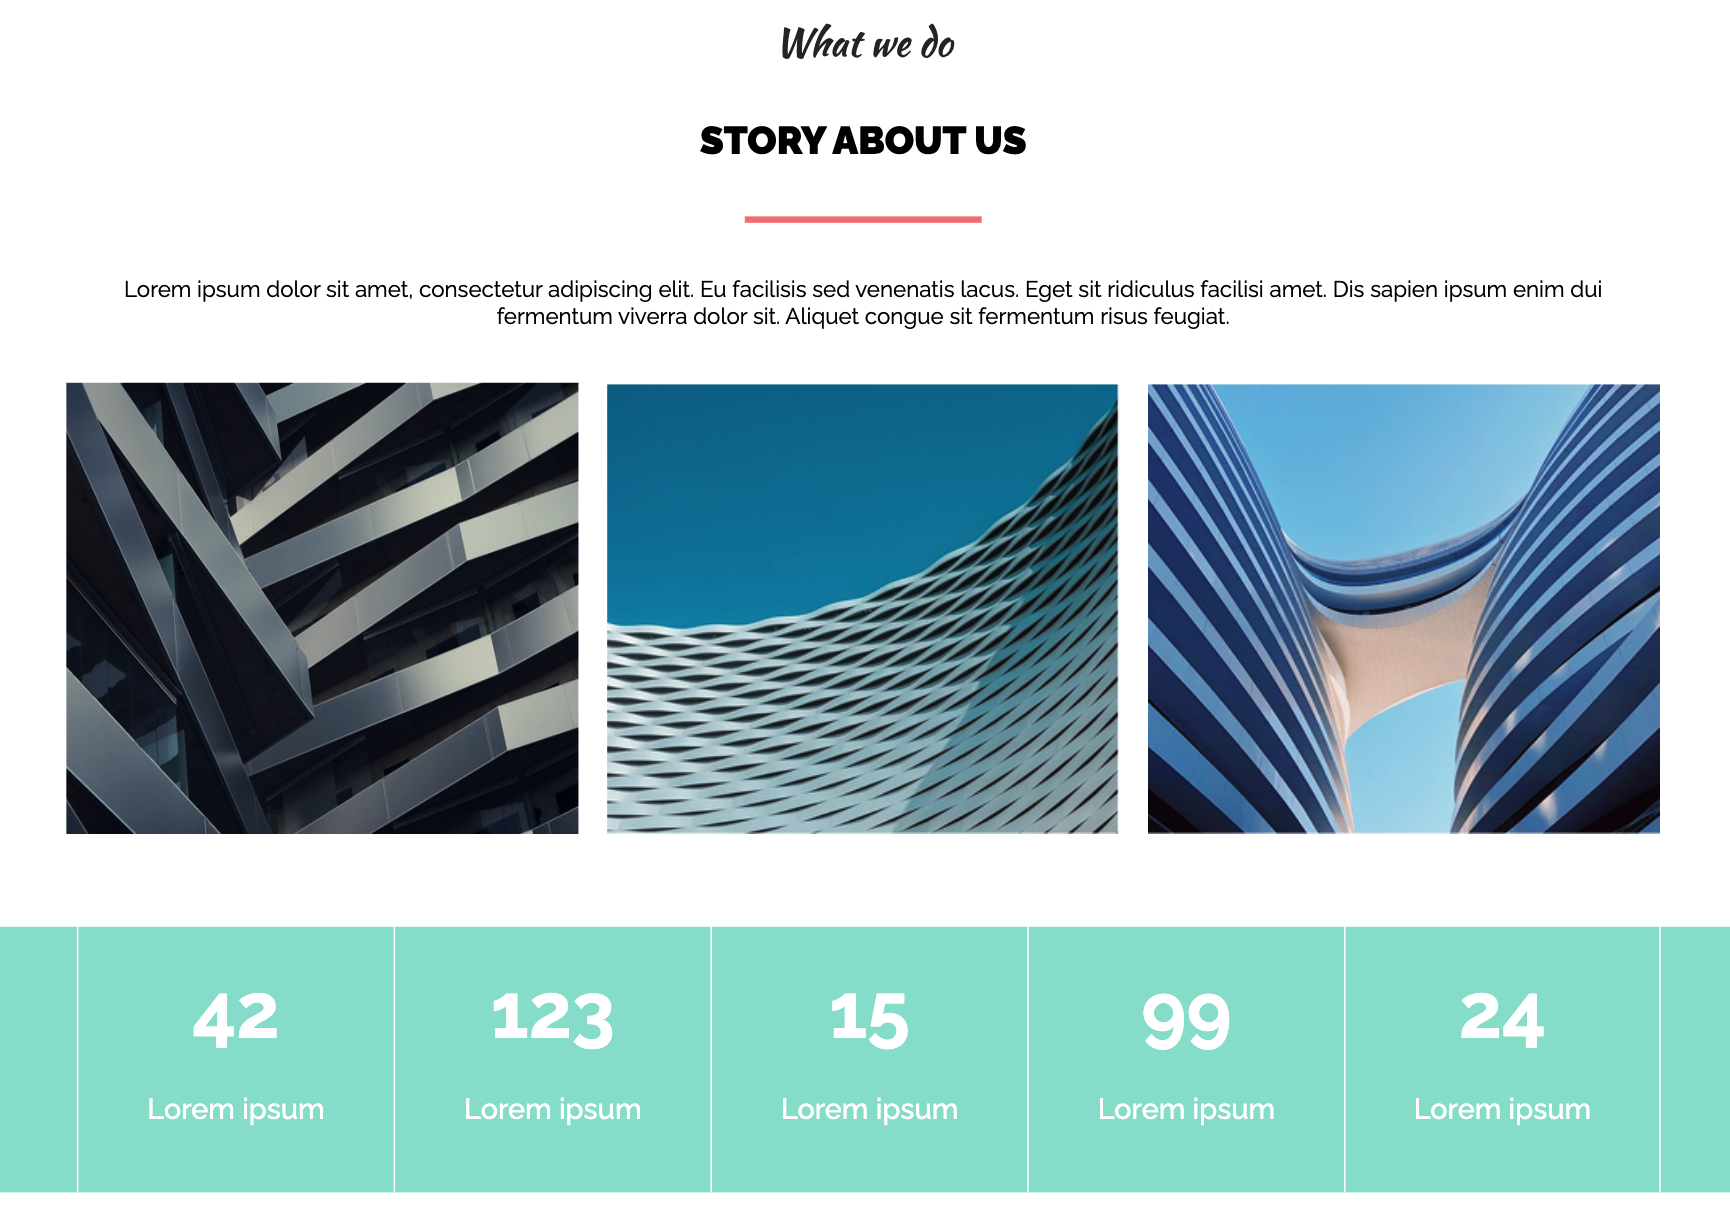 What we do
STORY ABOUT US
Lorem ipsum dolor sit amet, consectetur adipiscing elit. Eu facilisis sed venenatis lacus. Eget sit ridiculus facilisi amet. Dis sapien ipsum enim dui
fermentum viverra dolor sit. Aliquet congue sit fermentum risus feugiat.
42 123 15 99 24
Lorem ipsum Lorem ipsum Lorem ipsum Lorem ipsum Lorem ipsum